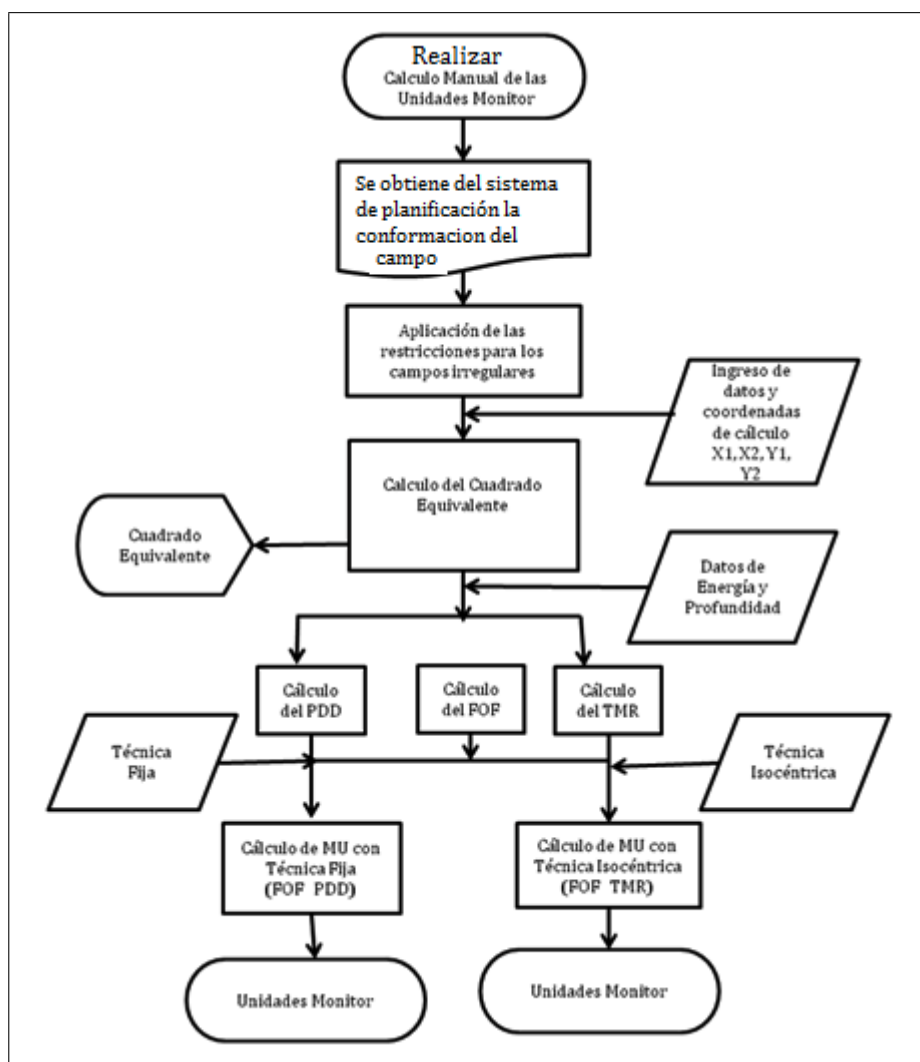 Realizar
Calculo Manual de las
Unidades Monitor
Se obtiene del sistema
de planificación la
conformacion del
campo
Aplicación de las
restricciones para los
campos irregulares
Ingreso de
datos y
coordenadas
de cálculo
X1, X2, Y1,
Y2
Calculo del Cuadrado
Equivalente
Cuadrado
Equivalente
Datos de
Energía y
Profundidad
Cálculo
del PDD
Cálculo
del FOF
Cálculo
del TMR
Técnica
Fija
Técnica
Isocéntrica
Cálculo de MU con
Técnica Fija
(FOF PDD)
Cálculo de MU con
Técnica Isocéntrica
(FOF TMR)
Unidades Monitor
Unidades Monitor